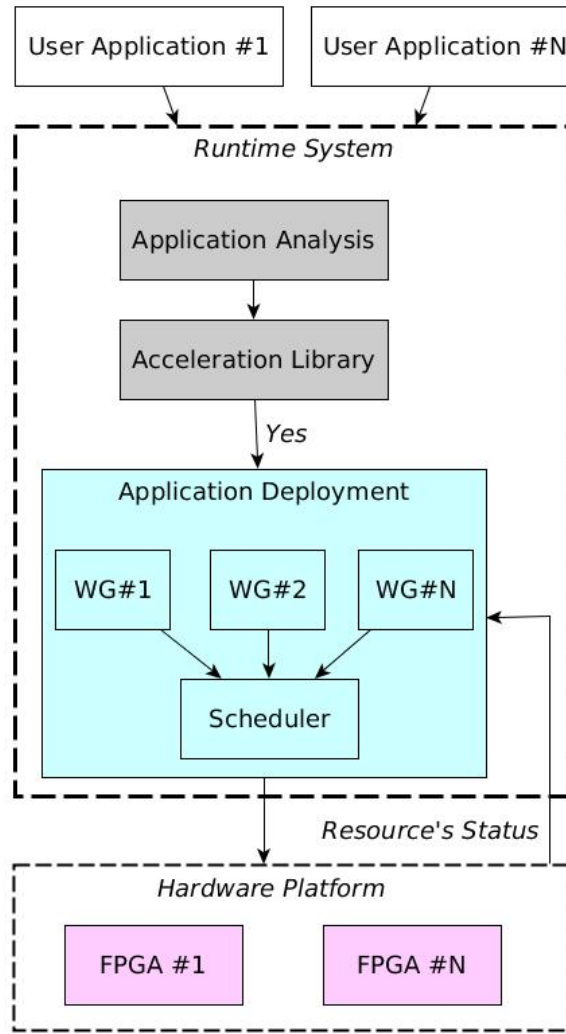 User Application #1
User Application #N
Runtime System
Application Analysis
Acceleration Library
Yes
Application Deployment
WG#1
WG#2
WG#N
Scheduler
Resource's Status
Hardware Platform
FPGA #1
FPGA #N